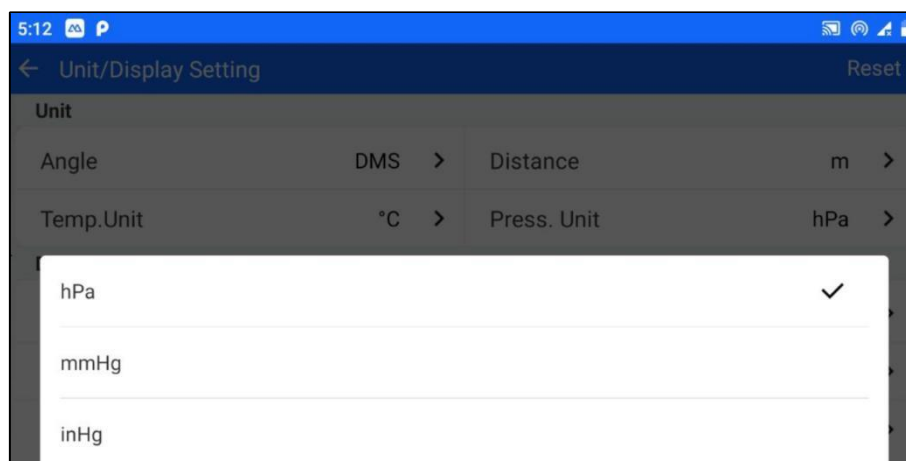 5:12
Unit/Display Setting Reset
Unit
Angle DMS Distance m
Temp.Unit °C Press. Unit hPa
hPa
mmHg
inHg